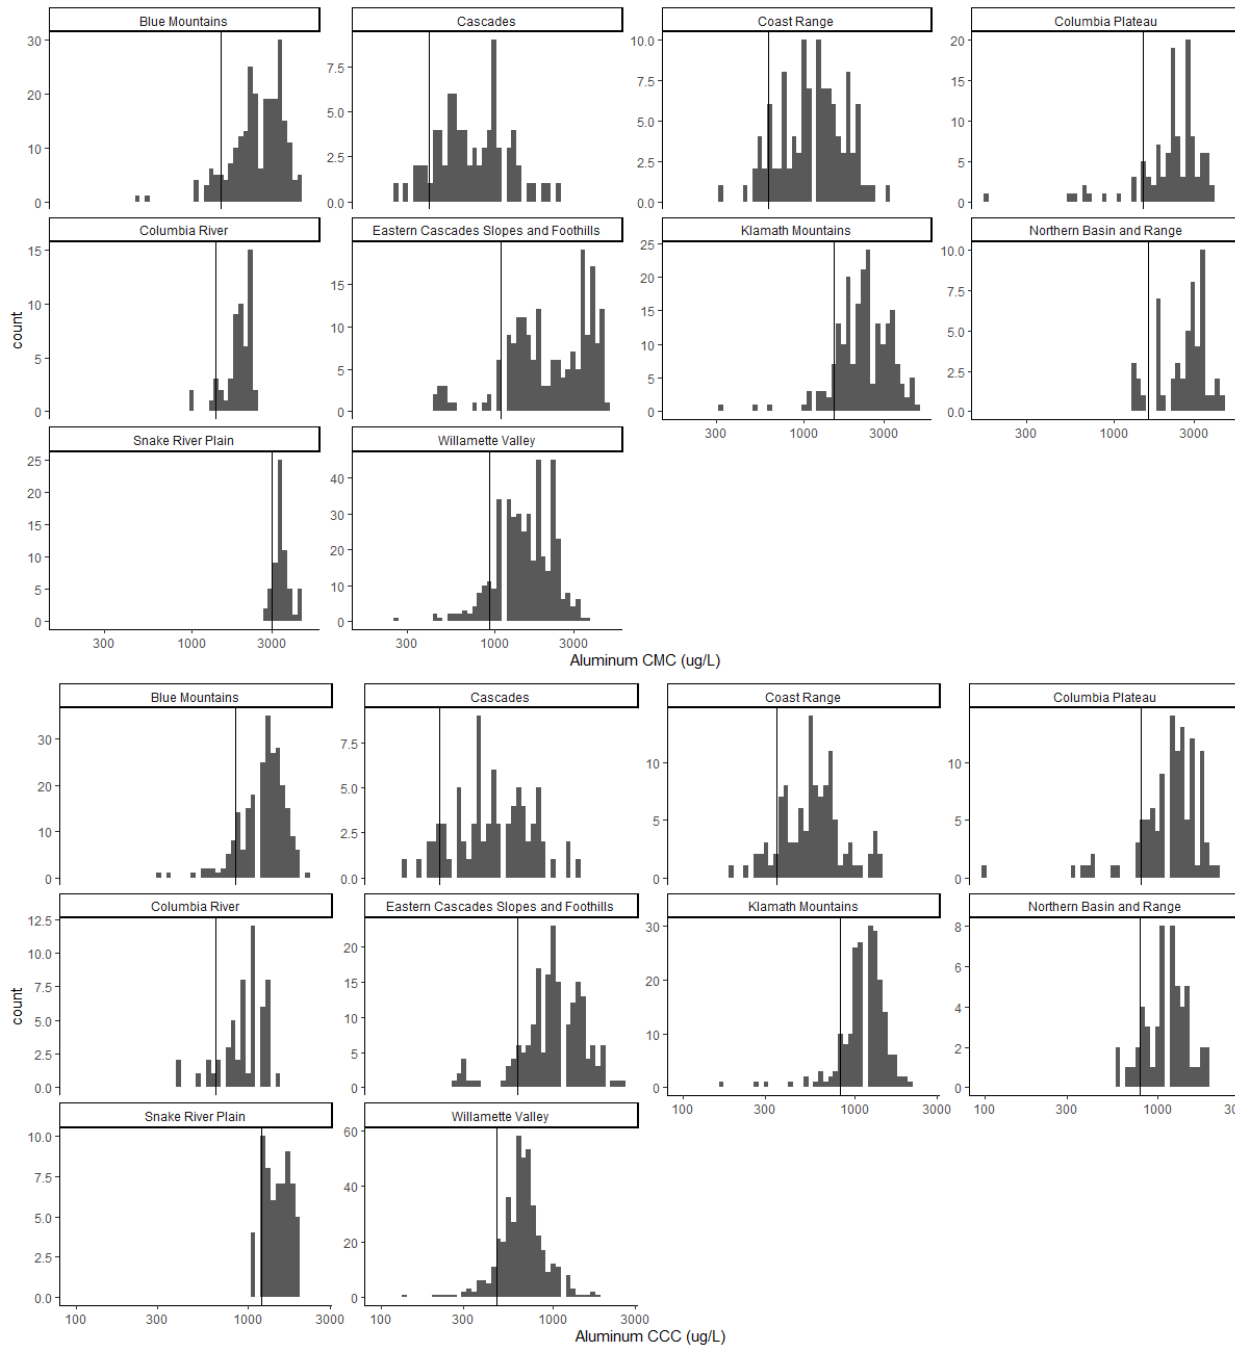 Blue Mountains
Cascades
Coast Range
Columbia Plateau
30
20
10
0
7.5
5.0
2.5
0.0
10.0
7.5
5.0
2.5
0.0
20
15
10
5
0
Columbia River
Eastern Cascades Slopes and Foothills
Klamath Mountains
Northern Basin and Range
15
10
5
0
15
10
5
0
25
20
15
10
5
0
10.0
7.5
5.0
2.5
0.0
300 1000 3000
300 1000 3000
count
Snake River Plain
Willamette Valley
25
20
15
10
5
0
40
30
20
10
0
300 1000 3000
300 1000 3000
Aluminum CMC (ug/L)
Blue Mountains
Cascades
Coast Range
Columbia Plateau
30
20
10
0
7.5
5.0
2.5
0.0
10
5
0
10
5
0
Columbia River
Eastern Cascades Slopes and Foothills
Klamath Mountains
Northern Basin and Range
12.5
10.0
7.5
5.0
2.5
0.0
20
15
10
5
0
30
20
10
0
8
6
4
2
0
100 300 1000 3000
100 300 1000
count
Snake River Plain
Willamette Valley
10.0
7.5
5.0
2.5
0.0
60
40
20
0
100 300 1000 3000
100 300 1000 3000
Aluminum CCC (ug/L)